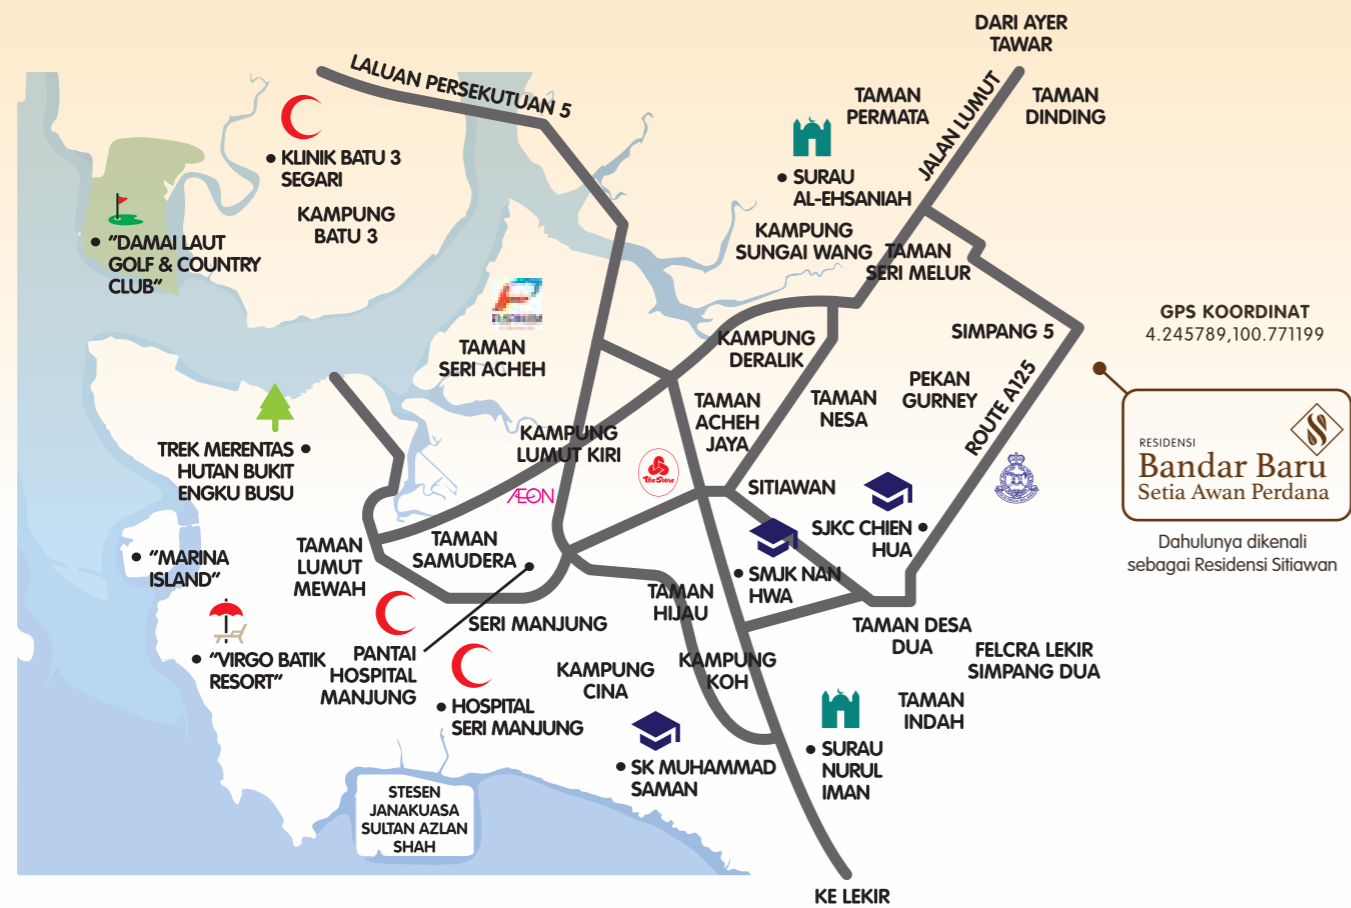 DARI AYER
TAWAR
LALUAN PERSEKUTUAN 5
JALAN LUMUT
TAMAN
PERMATA
TAMAN
DINDING
• KLINIK BATU 3
SEGARI
• SURAU
AL-EHSANIAH
KAMPUNG
BATU 3
• "DAMAI LAUT
GOLF & COUNTRY
CLUB"
KAMPUNG
SUNGAI WANG
TAMAN
SERI MELUR
GPS KOORDINAT
4.245789,100.771199
SIMPANG 5
TAMAN
SERI ACHEH
KAMPUNG
DERALIK
PEKAN
GURNEY
ROUTE A125
TAMAN
ACHEH
JAYA
TAMAN
NESA
KAMPUNG
LUMUT KIRI
TREK MERENTAS •
HUTAN BUKIT
ENGKU BUSU
RESIDENSI
Bandar Baru
Setia Awan Perdana
Dahulunya dikenali
sebagai Residensi Sitiawan
ÆON
The Store
SITIAWAN
SJKC CHIEN •
HUA
TAMAN
SAMUDERA
TAMAN
LUMUT
MEWAH
• "MARINA
ISLAND"
• SMJK NAN
HWA
TAMAN
HIJAU
SERI MANJUNG
TAMAN DESA
DUA
FELCRA LEKIR
SIMPANG DUA
• "VIRGO BATIK
RESORT"
PANTAI
HOSPITAL
MANJUNG
KAMPUNG
CINA
KAMPUNG
KOH
TAMAN
INDAH
• HOSPITAL
SERI MANJUNG
• SK MUHAMMAD
SAMAN
• SURAU
NURUL
IMAN
STESEN
JANAKUASA
SULTAN AZLAN
SHAH
KE LEKIR